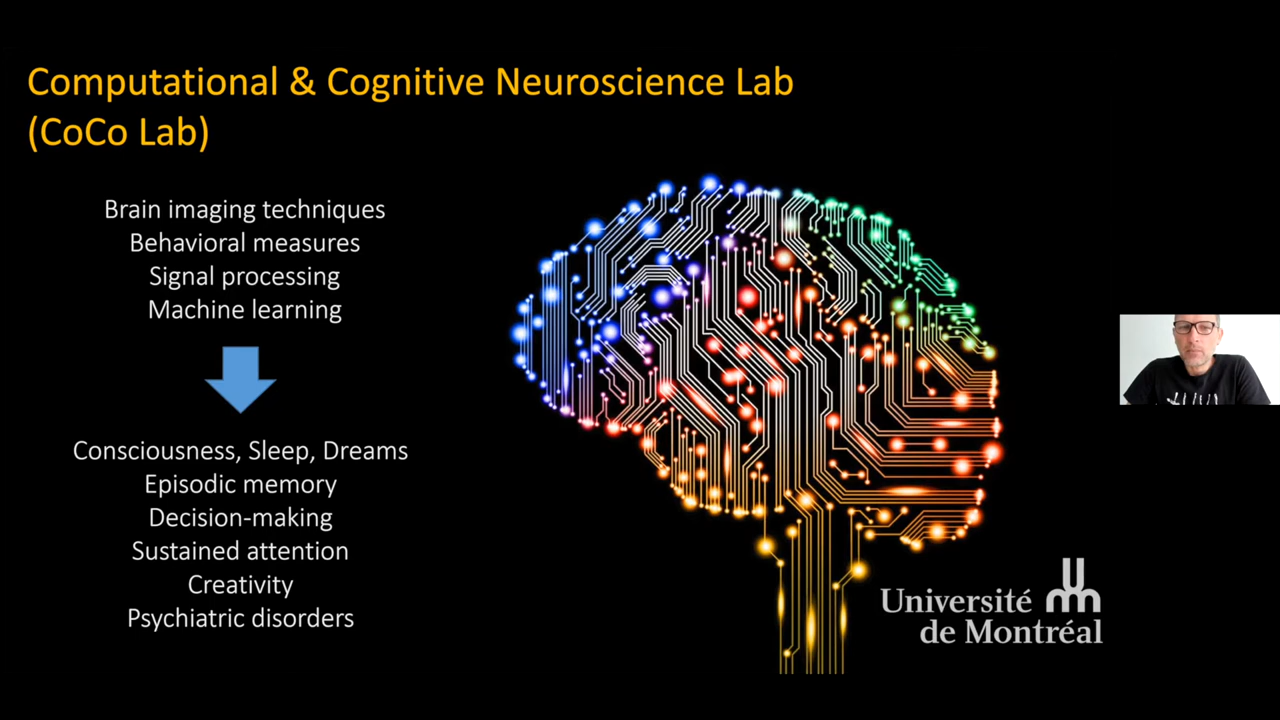 Computational & Cognitive Neuroscience Lab
(CoCo Lab)
Brain imaging techniques
Behavioral measures
Signal processing
Machine learning
Consciousness, Sleep, Dreams
Episodic memory
Decision-making
Sustained attention
Creativity
Psychiatric disorders
Université
de Montréal